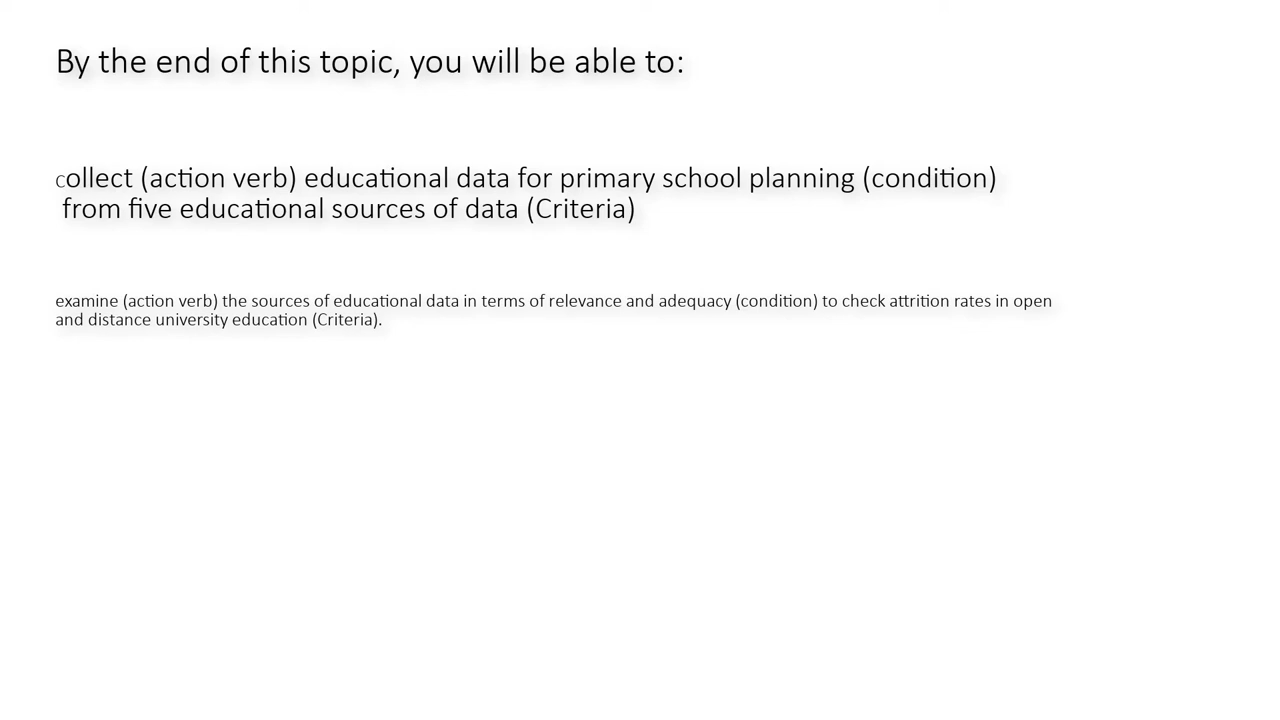 By the end of this topic, you will be able to:
collect (action verb) educational data for primary school planning (condition)
from five educational sources of data (Criteria)
examine (action verb) the sources of educational data in terms of relevance and adequacy (condition) to check attrition rates in open
and distance university education (Criteria).